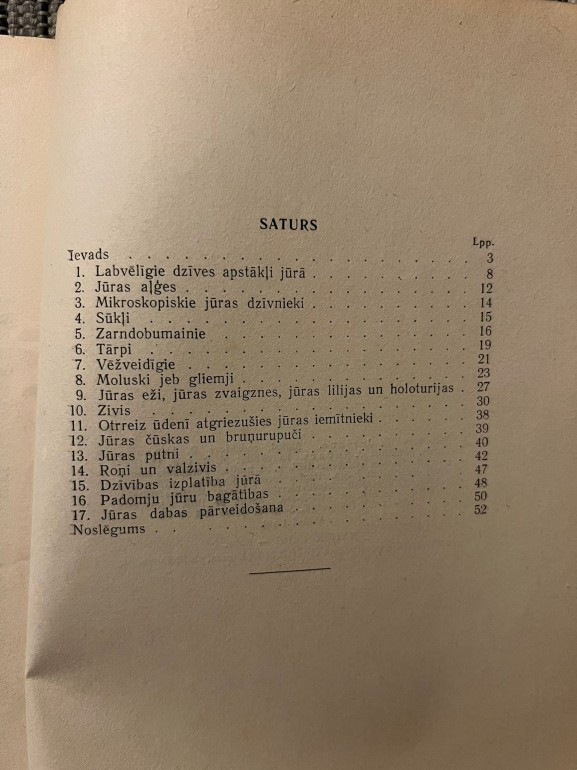 SATURS
Lpp.
Ievads . . . . . . . . . . . . . . . . 3
1. Labvēlīgie dzīves apstākļi jūrā . . . . . . . . 8
2. Jūras aļģes . . . . . . . . . . . . . . 12
3. Mikroskopiskie jūras dzīvnieki . . . . . . . . 14
4. Sūkļi . . . . . . . . . . . . . . . . 15
5. Zarndobumainie . . . . . . . . . . . . . 16
6. Tārpi . . . . . . . . . . . . . . . . 19
7. Vēžveidīgie . . . . . . . . . . . . . . 21
8. Moluski jeb gliemji . . . . . . . . . . . 23
9. Jūras eži, jūras zvaigznes, jūras lilijas un holoturijas . 27
10. Zivis . . . . . . . . . . . . . . . . 30
11. Otrreiz ūdenī atgriezušies jūras iemītnieki . . . . 38
12. Jūras čūskas un bruņurupuči . . . . . . . . 39
13. Jūras putni . . . . . . . . . . . . . . 40
14. Roņi un valzivis . . . . . . . . . . . . 42
15. Dzīvības izplatība jūrā . . . . . . . . . . 47
16 Padomju jūru bagātības . . . . . . . . . . 48
17. Jūras dabas pārveidošana . . . . . . . . . 50
Noslēgums . . . . . . . . . . . . . . . 52